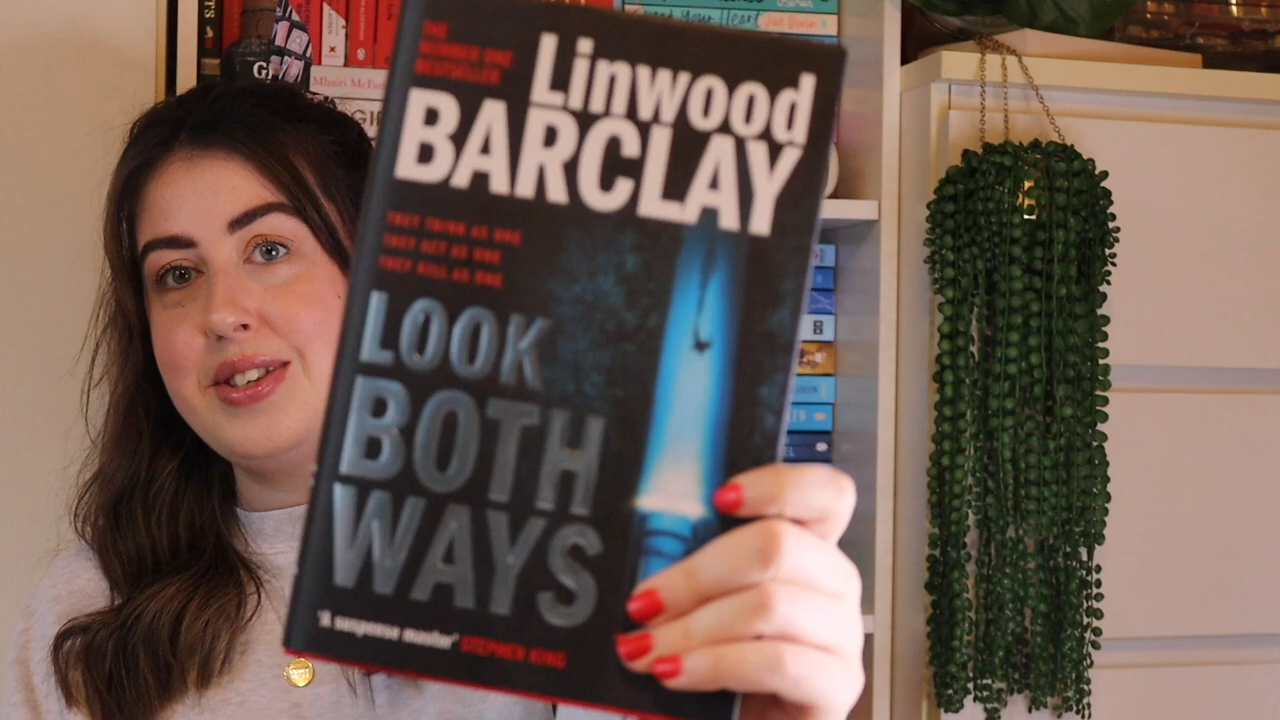 Mhairi McFarl
THE
NUMBER ONE
BESTSELLER
Linwood
BARCLAY
THEY THINK AS ONE
THEY ACT AS ONE
THEY KILL AS ONE
LOOK
BOTH
WAYS
'A suspense master' STEPHEN KING